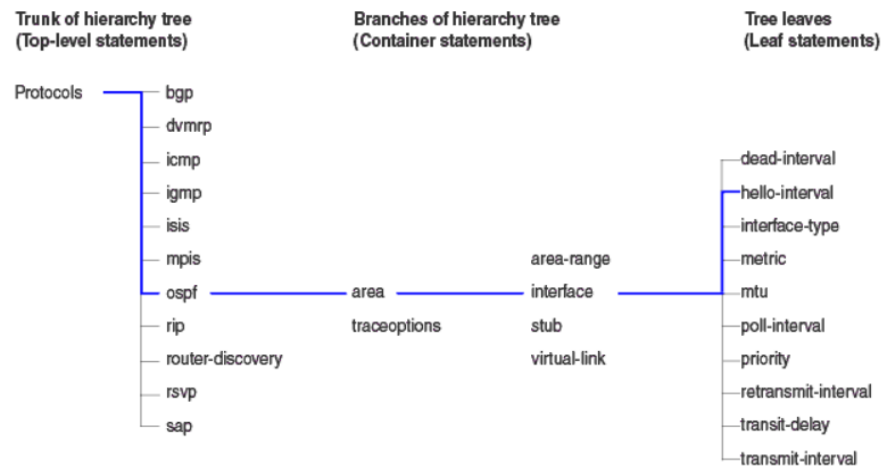 Trunk of hierarchy tree
(Top-level statements)
Branches of hierarchy tree
(Container statements)
Tree leaves
(Leaf statements)
Protocols
bgp
dvmrp
icmp
igmp
isis
mpls
ospf
rip
router-discovery
rsvp
sap
area
traceoptions
area-range
interface
stub
virtual-link
dead-interval
hello-interval
interface-type
metric
mtu
poll-interval
priority
retransmit-interval
transit-delay
transmit-interval